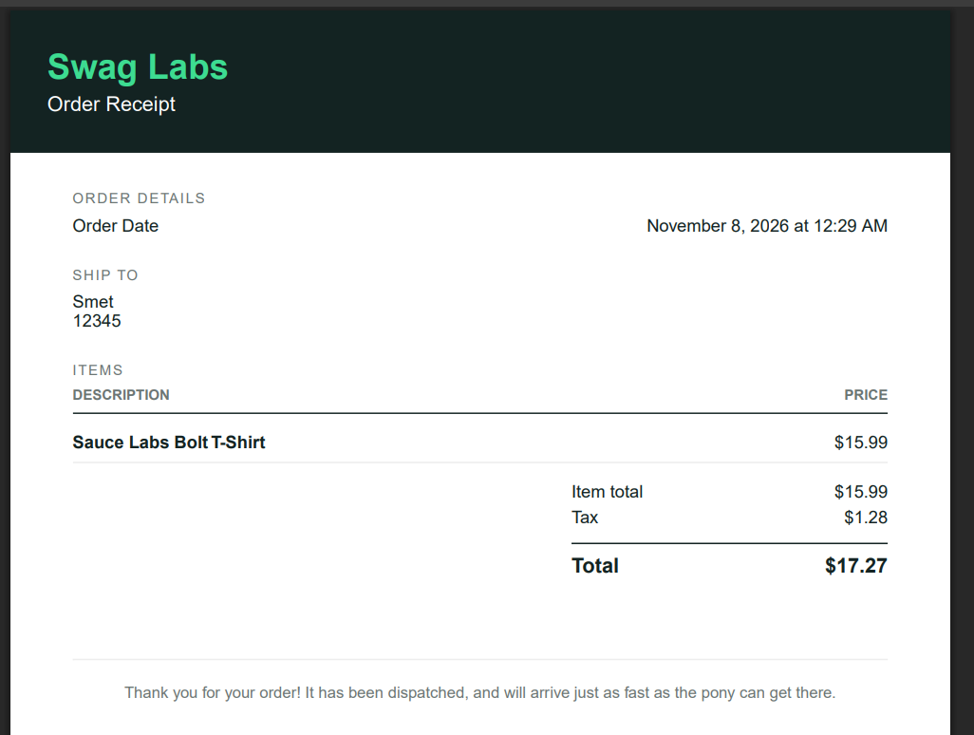 Swag Labs
Order Receipt
ORDER DETAILS
Order Date November 8, 2026 at 12:29 AM
SHIP TO
Smet
12345
ITEMS
DESCRIPTION PRICE
Sauce Labs Bolt T-Shirt $15.99
Item total $15.99
Tax $1.28
Total $17.27
Thank you for your order! It has been dispatched, and will arrive just as fast as the pony can get there.